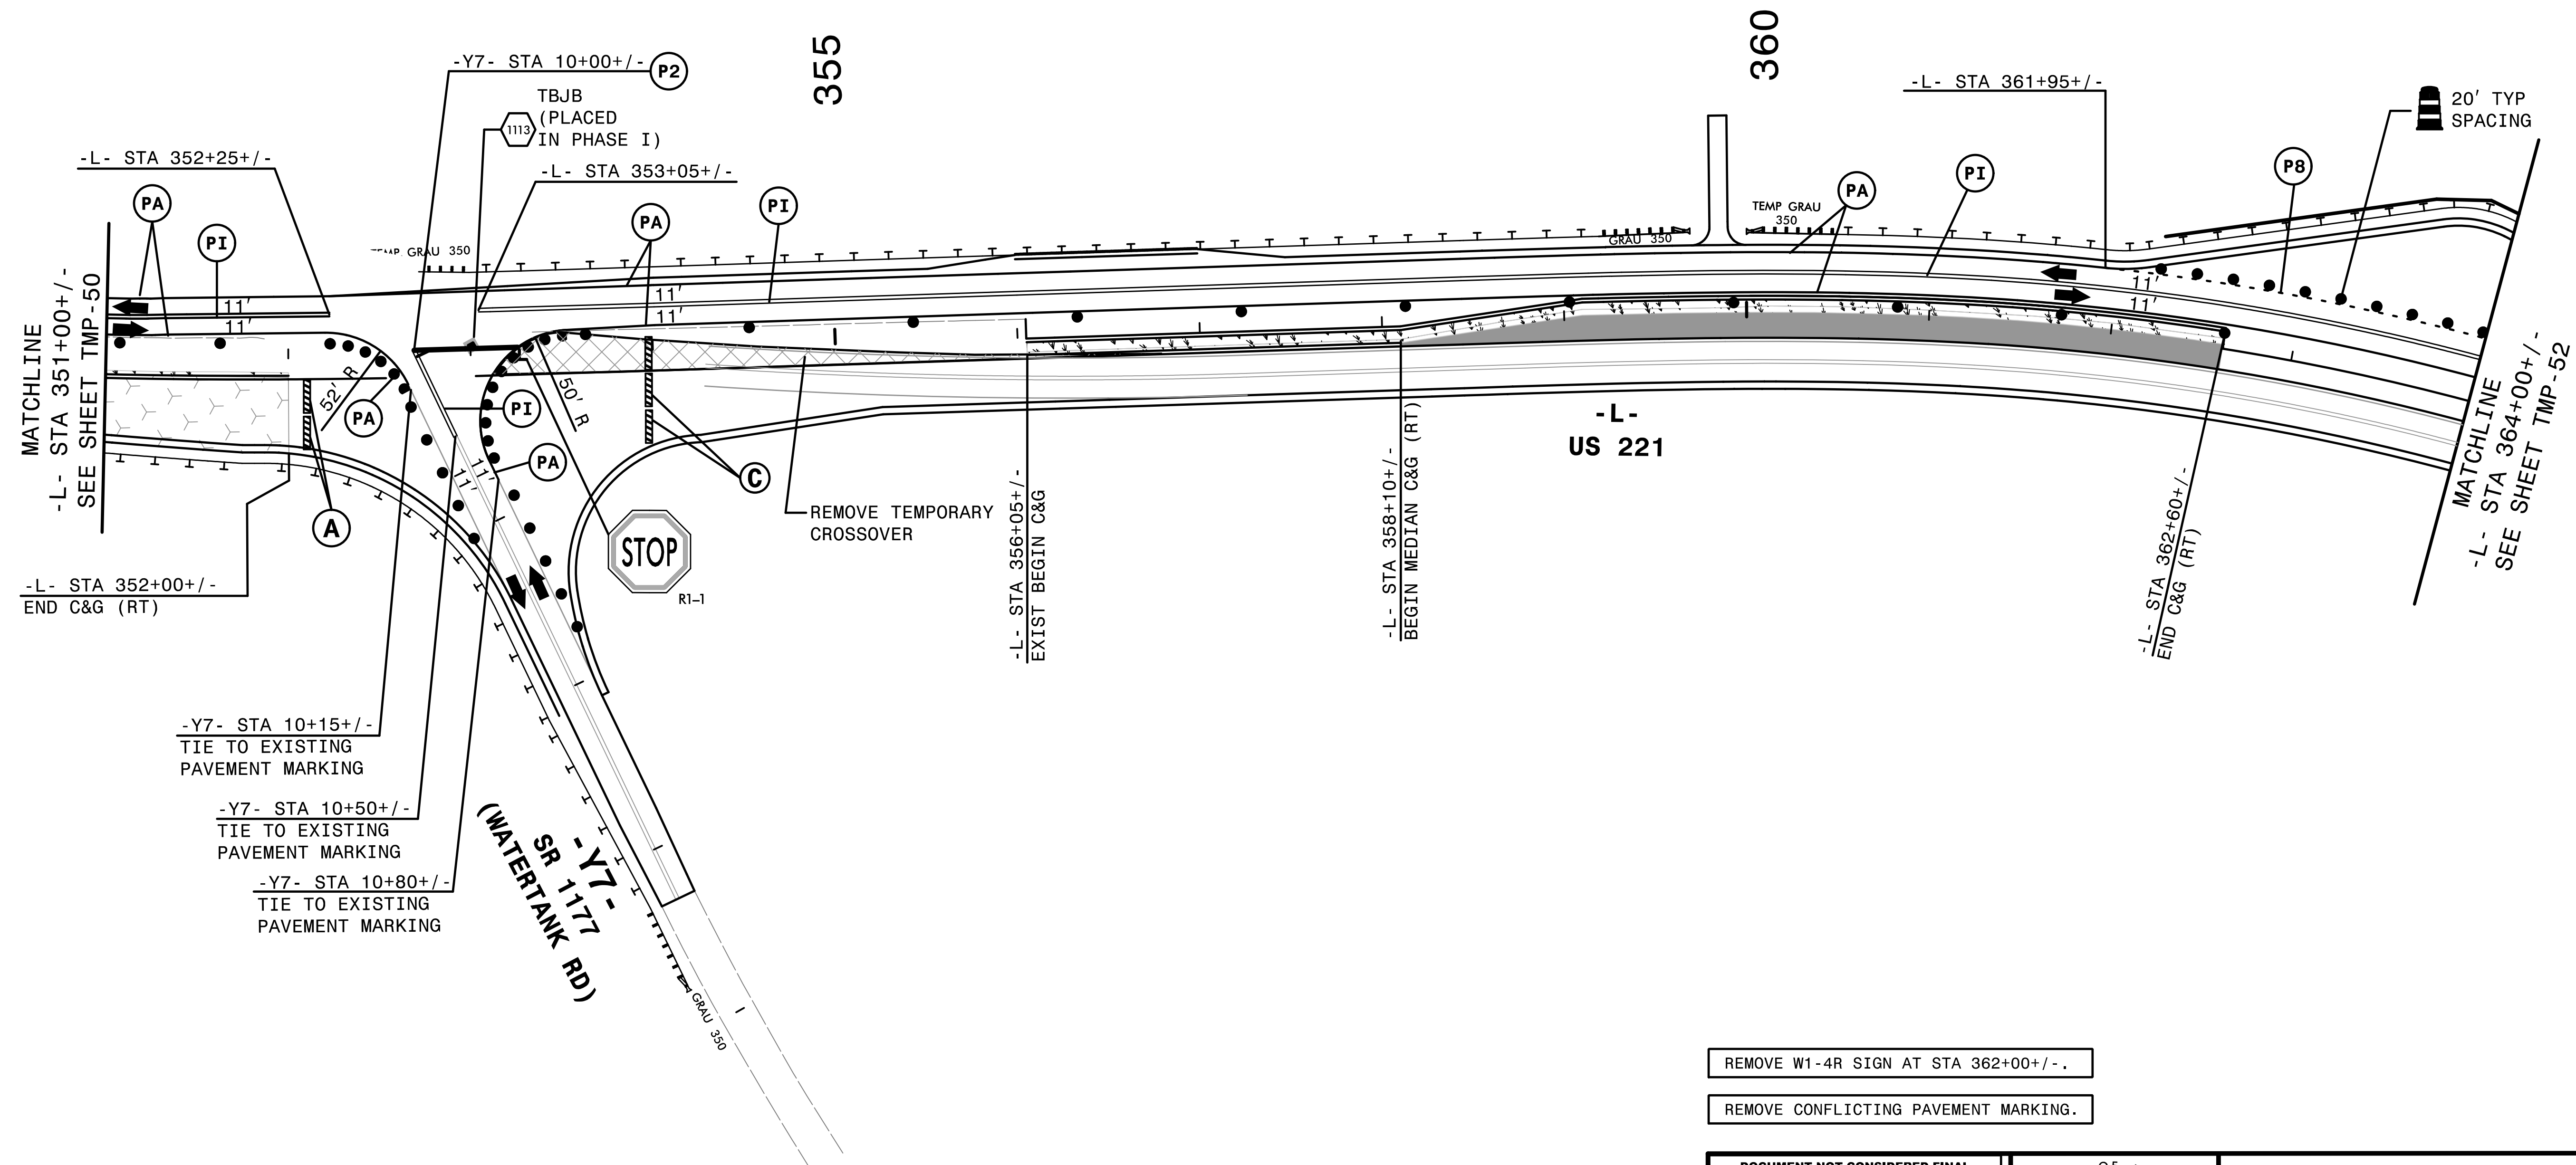 355
360
-Y7- STA 10+00+/-
P2
TBJB
(PLACED
IN PHASE I)
1113
-L- STA 361+95+/-
20' TYP
SPACING
-L- STA 352+25+/-
-L- STA 353+05+/-
PA
PI
PA
PI
PA
PI
P8
TEMP GRAU
350
GRAU 350
GRAU 350
11'
11'
11'
11'
11'
11'
MATCHLINE
-L- STA 351+00+/-
SEE SHEET TMP-50
52' R
PA
PI
50' R
PA
11'
11'
C
A
-L- STA 352+00+/-
END C&G (RT)
REMOVE TEMPORARY
CROSSOVER
STOP
R1-1
-L- STA 356+05+/-
EXIST BEGIN C&G
-L- STA 358+10+/-
BEGIN MEDIAN C&G (RT)
-L-
US 221
-L- STA 362+60+/-
END C&G (RT)
MATCHLINE
-L- STA 364+00+/-
SEE SHEET TMP-52
-Y7- STA 10+15+/-
TIE TO EXISTING
PAVEMENT MARKING
-Y7- STA 10+50+/-
TIE TO EXISTING
PAVEMENT MARKING
-Y7- STA 10+80+/-
TIE TO EXISTING
PAVEMENT MARKING
-Y7-
SR 1177
(WATERTANK RD)
GRAU 350
REMOVE W1-4R SIGN AT STA 362+00+/-.
REMOVE CONFLICTING PAVEMENT MARKING.
DOCUMENT NOT CONSIDERED FINAL